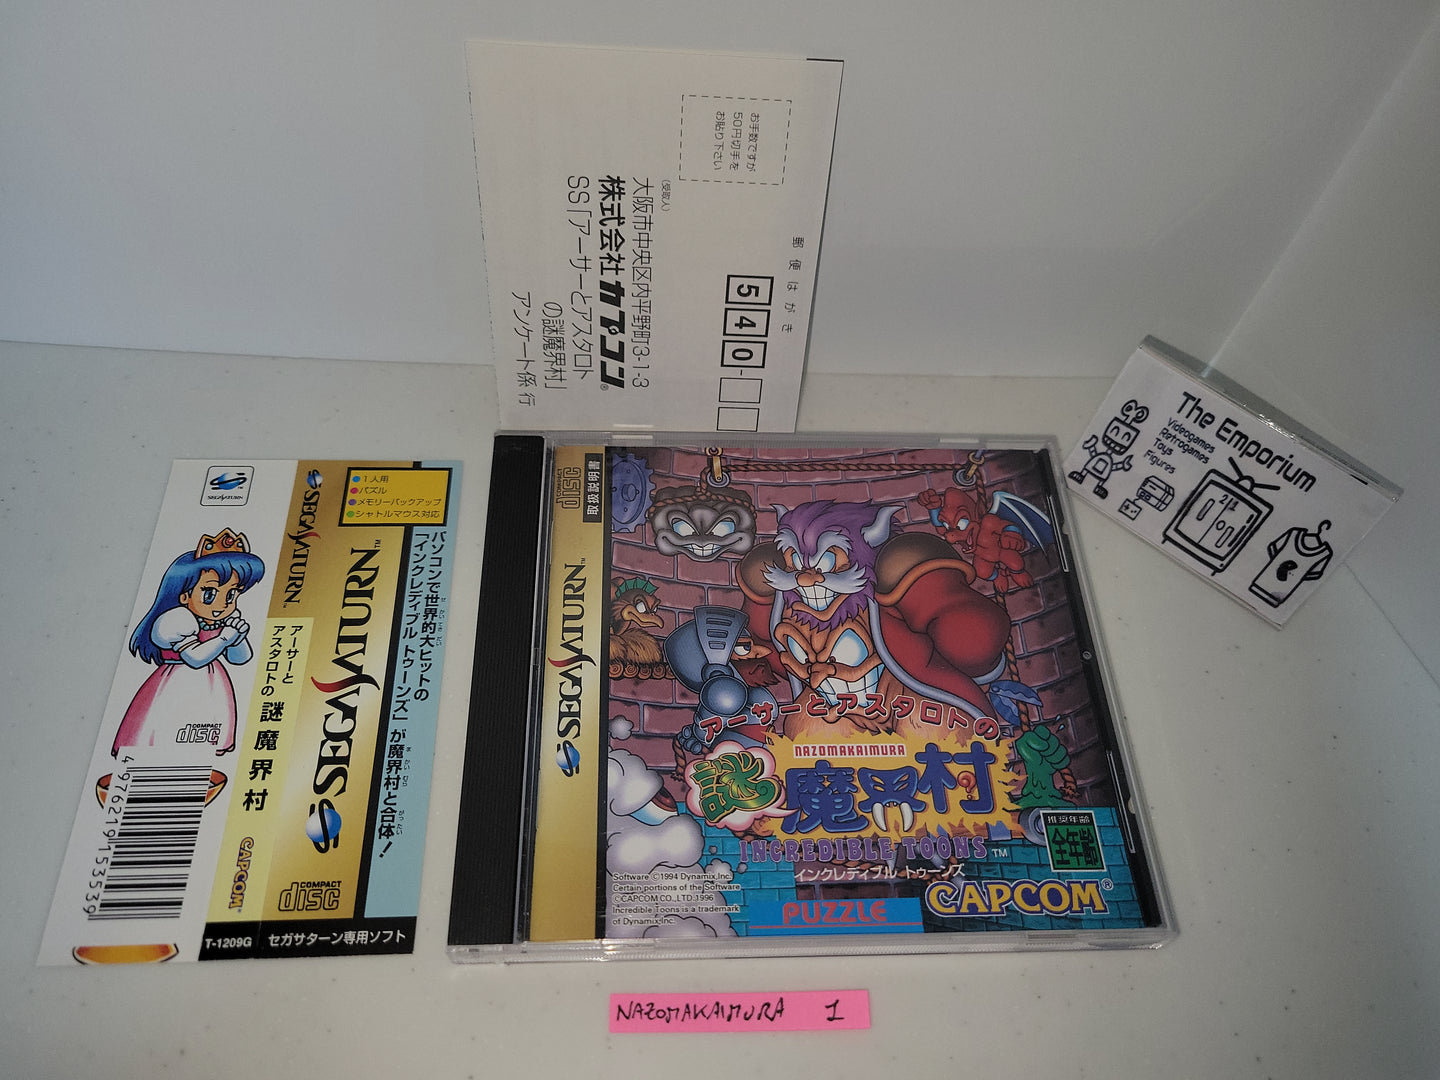 お手数ですが
50円切手を
お貼り下さい
郵便はがき
540-
(受取人)
大阪市中央区内平野町3-1-3
株式会社カプコン®
SS「アーサーとアスタロト
の謎魔界村」
アンケート係 行
The Emporium
Videogames
Retrogames
Toys
Figures
SEGA SATURN
1人用
パズル
メモリーバックアップ
シャトルマウス対応
SEGA SATURN™
アーサーと
アスタロトの
謎魔界村
CAPCOM
SEGA SATURN™
パソコンで世界的大ヒットの
「インクレディブル トゥーンズ」が魔界村と合体!
COMPACT
disc
4976219153539
COMPACT
disc
T-1209G
セガサターン専用ソフト
COMPACT
disc
取扱説明書
SEGA SATURN™
アーサーとアスタロトの
NAZOMAKAIMURA
謎魔界村
INCREDIBLE TOONS™
インクレディブル トゥーンズ
推奨年齢
全年齢
Software ©1994 Dynamix,Inc.
Certain portions of the Software
©CAPCOM CO.,LTD.1996
Incredible Toons is a trademark
of Dynamix,Inc.
PUZZLE
CAPCOM®
NAZOMAKAIMURA 1